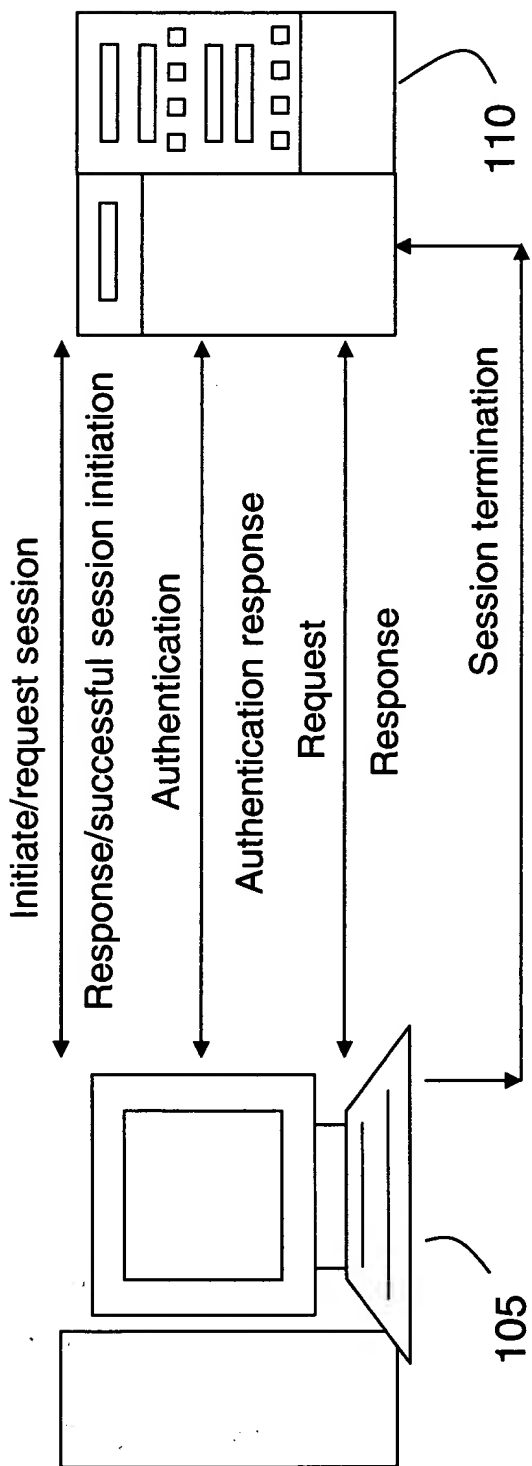 Initiate/request session
Response/successful session initiation
Authentication
Authentication response
Request
Response
Session termination
105
110